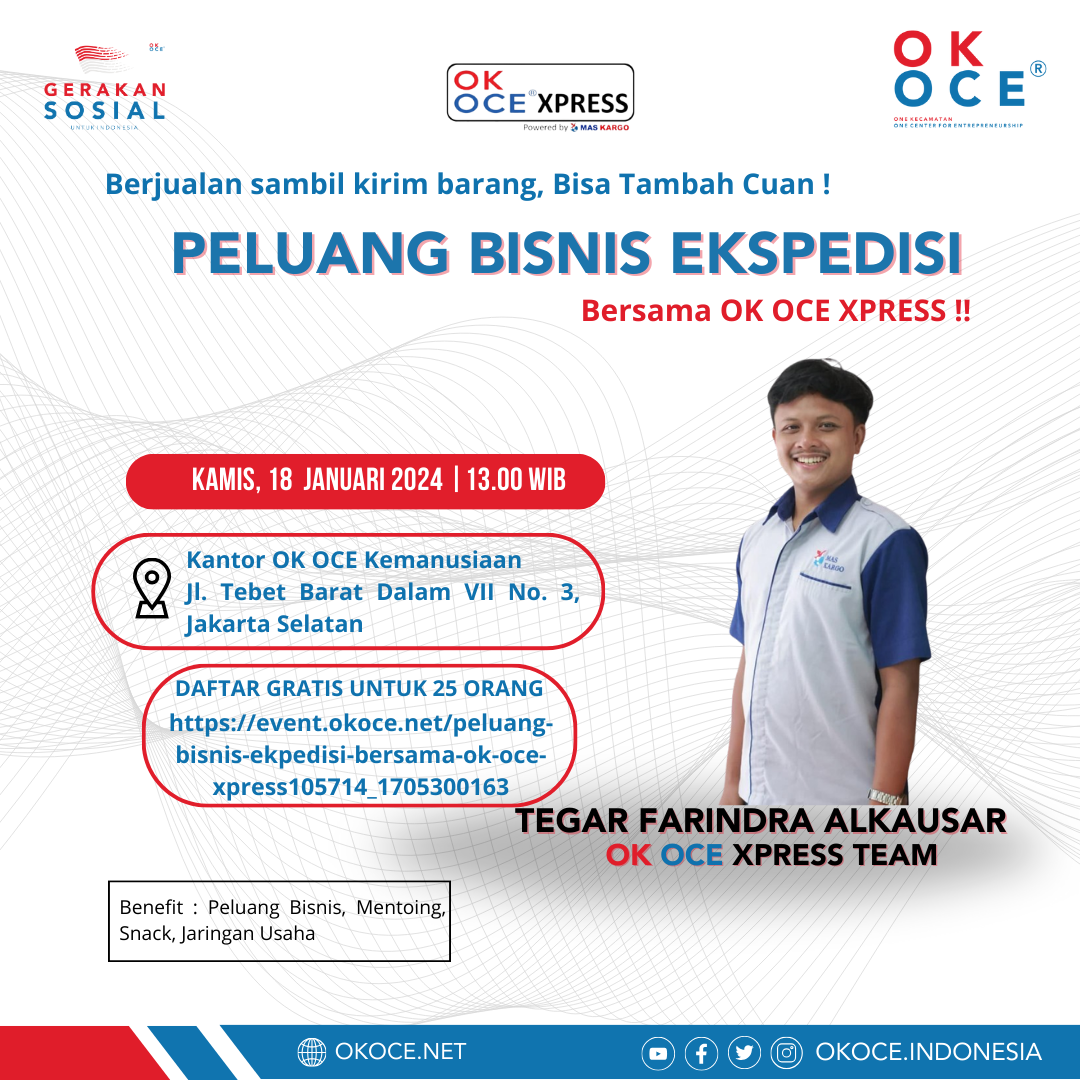 GERAKAN
SOSIAL
UNTUK INDONESIA
OK
OCE
OK
OCE® XPRESS
Powered by MAS KARGO
OK
OCE®
ONE KECAMATAN
ONE CENTER FOR ENTREPRENEURSHIP
Berjualan sambil kirim barang, Bisa Tambah Cuan !
PELUANG BISNIS EKSPEDISI
Bersama OK OCE XPRESS !!
KAMIS, 18 JANUARI 2024 | 13.00 WIB
Kantor OK OCE Kemanusiaan
Jl. Tebet Barat Dalam VII No. 3,
Jakarta Selatan
DAFTAR GRATIS UNTUK 25 ORANG
https://event.okoce.net/peluang-
bisnis-ekpedisi-bersama-ok-oce-
xpress105714_1705300163
MAS
KARGO
TEGAR FARINDRA ALKAUSAR
OK OCE XPRESS TEAM
Benefit : Peluang Bisnis, Mentoing,
Snack, Jaringan Usaha
OKOCE.NET
OKOCE.INDONESIA